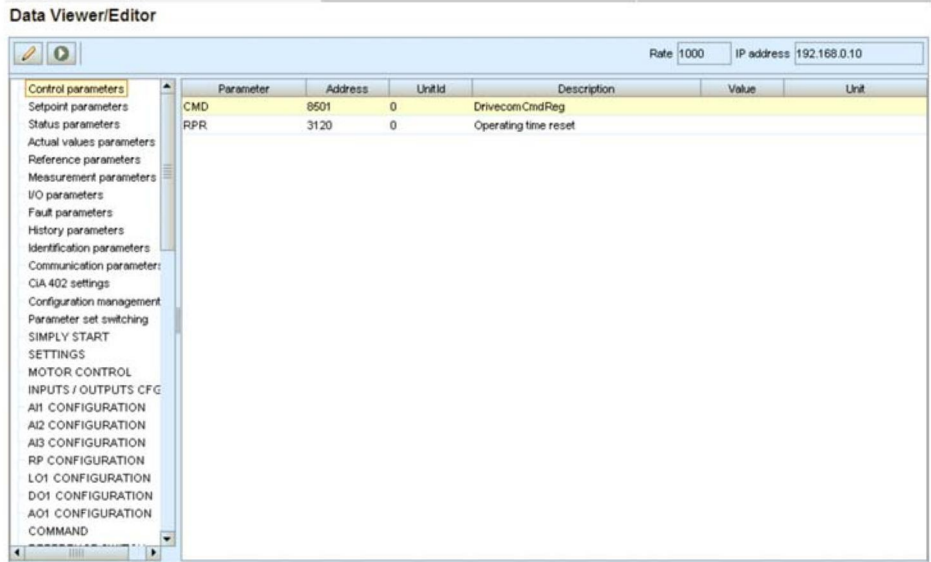 Data Viewer/Editor
Rate 1000 IP address 192.168.0.10
Control parameters
Setpoint parameters
Status parameters
Actual values parameters
Reference parameters
Measurement parameters
I/O parameters
Fault parameters
History parameters
Identification parameters
Communication parameters
CiA 402 settings
Configuration management
Parameter set switching
SIMPLY START
SETTINGS
MOTOR CONTROL
INPUTS / OUTPUTS CFG
AI1 CONFIGURATION
AI2 CONFIGURATION
AI3 CONFIGURATION
RP CONFIGURATION
LO1 CONFIGURATION
DO1 CONFIGURATION
AO1 CONFIGURATION
COMMAND
Parameter Address UnitId Description Value Unit
CMD 8501 0 DrivecomCmdReg
RPR 3120 0 Operating time reset